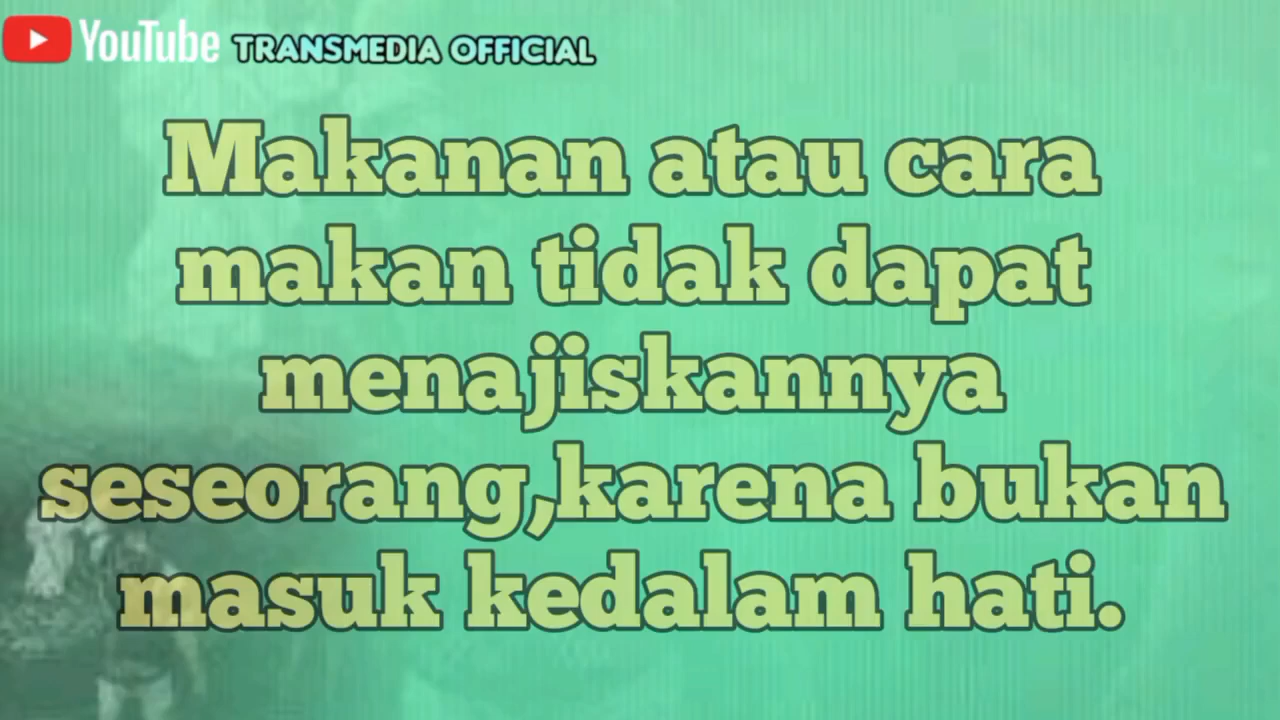 YouTube TRANSMEDIA OFFICIAL
Makanan atau cara
makan tidak dapat
menajiskannya
seseorang,karena bukan
masuk kedalam hati.